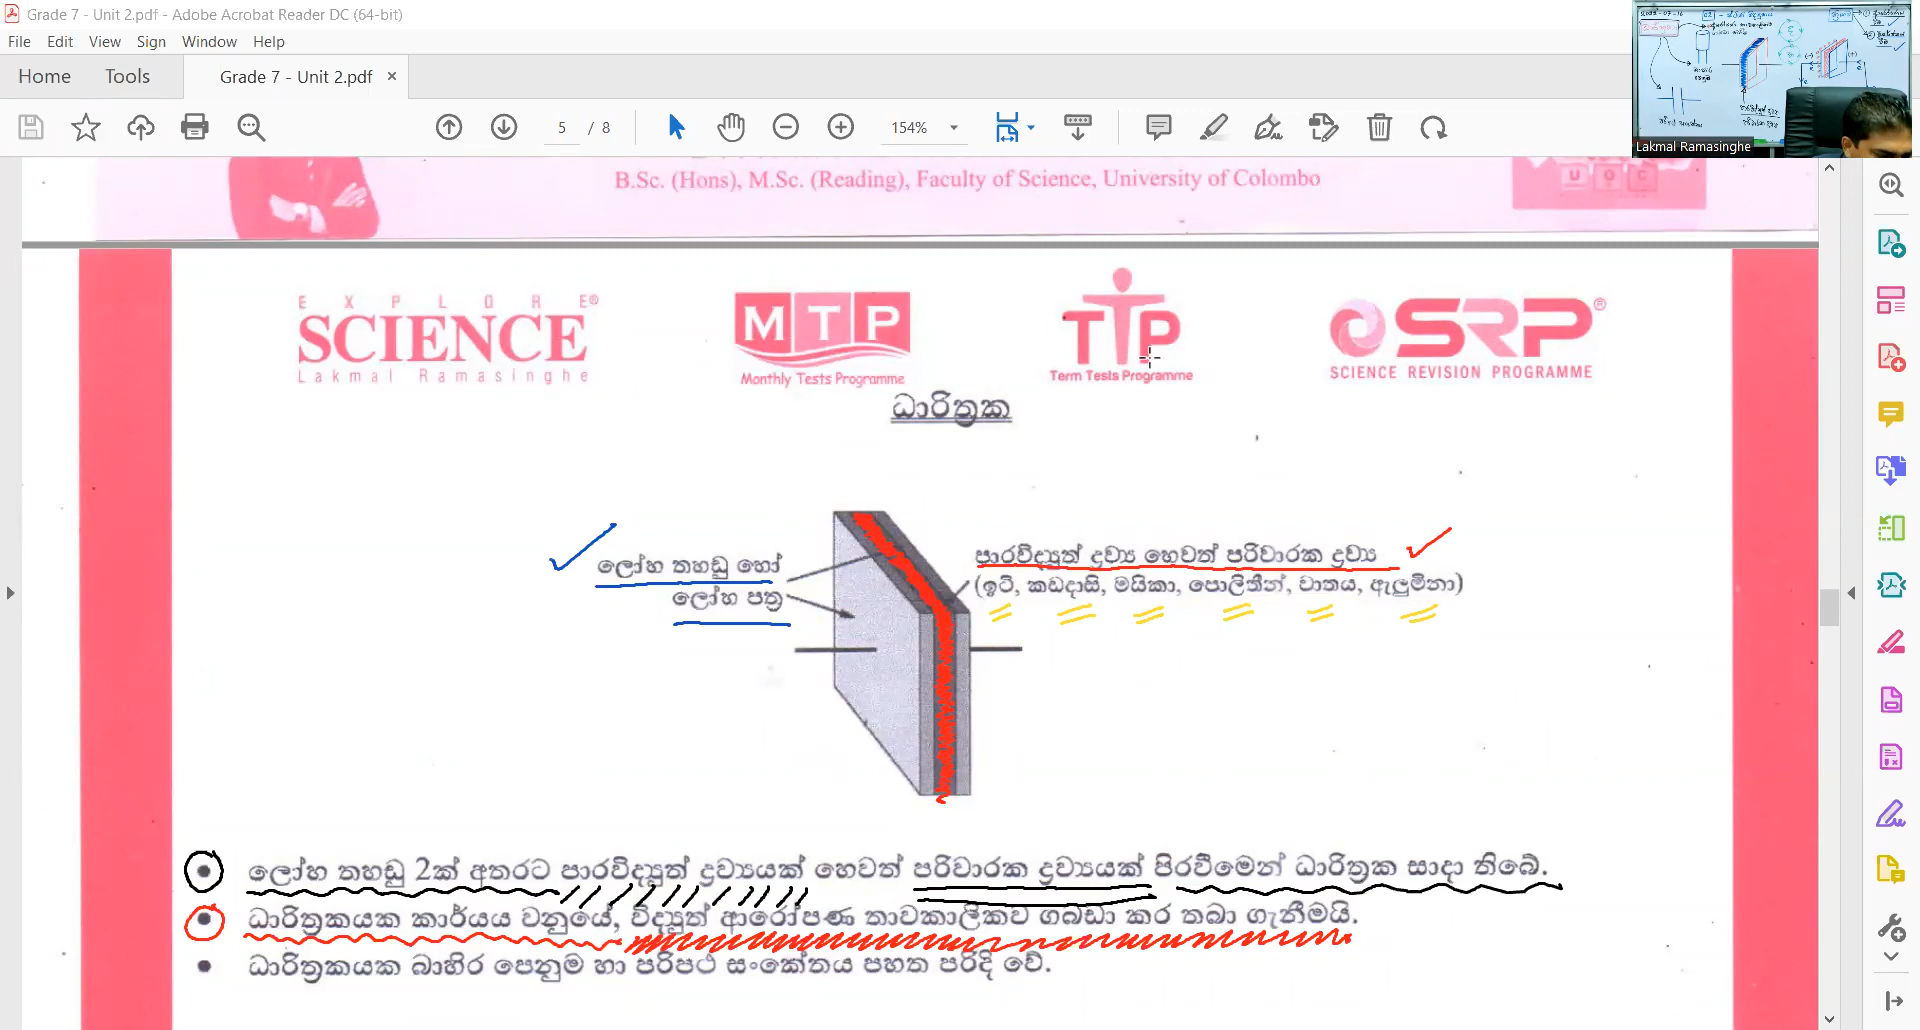 Grade 7 - Unit 2.pdf - Adobe Acrobat Reader DC (64-bit)
File Edit View Sign Window Help
Home Tools Grade 7 - Unit 2.pdf ×
5 / 8 154%
Lakmal Ramasinghe
B.Sc. (Hons), M.Sc. (Reading), Faculty of Science, University of Colombo
U O C
EXPLORE®
SCIENCE
Lakmal Ramasinghe
MTP
Monthly Tests Programme
TTP
Term Tests Programme
SRP®
SCIENCE REVISION PROGRAMME
ධාරිත්‍රක
ලෝහ තහඩු හෝ
ලෝහ පත්‍ර
පාරවිද්‍යුත් ද්‍රව්‍ය හෙවත් පරිවාරක ද්‍රව්‍ය
(ඉටි, කඩදාසි, මයිකා, පොලිතීන්, වාතය, ඇලුමිනා)
● ලෝහ තහඩු 2ක් අතරට පාරවිද්‍යුත් ද්‍රව්‍යයක් හෙවත් පරිවාරක ද්‍රව්‍යයක් පිරවීමෙන් ධාරිත්‍රක සාදා තිබේ.
● ධාරිත්‍රකයක කාර්යය වනුයේ, විද්‍යුත් ආරෝපණ තාවකාලිකව ගබඩා කර තබා ගැනීමයි.
● ධාරිත්‍රකයක බාහිර පෙනුම හා පරිපථ සංකේතය පහත පරිදි වේ.